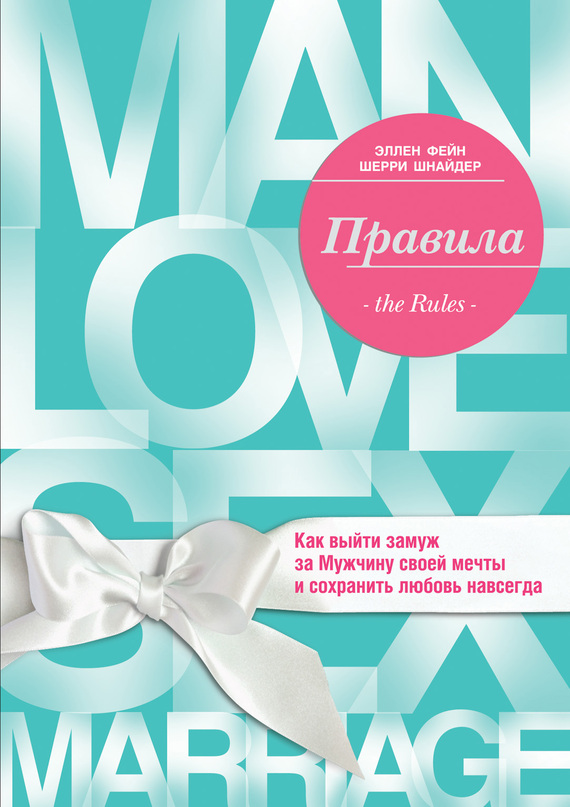 MAN
ЭЛЛЕН ФЕЙН
ШЕРРИ ШНАЙДЕР
Правила
- the Rules -
LOVE
SEX
Как выйти замуж
за Мужчину своей мечты
и сохранить любовь навсегда
MARRIAGE